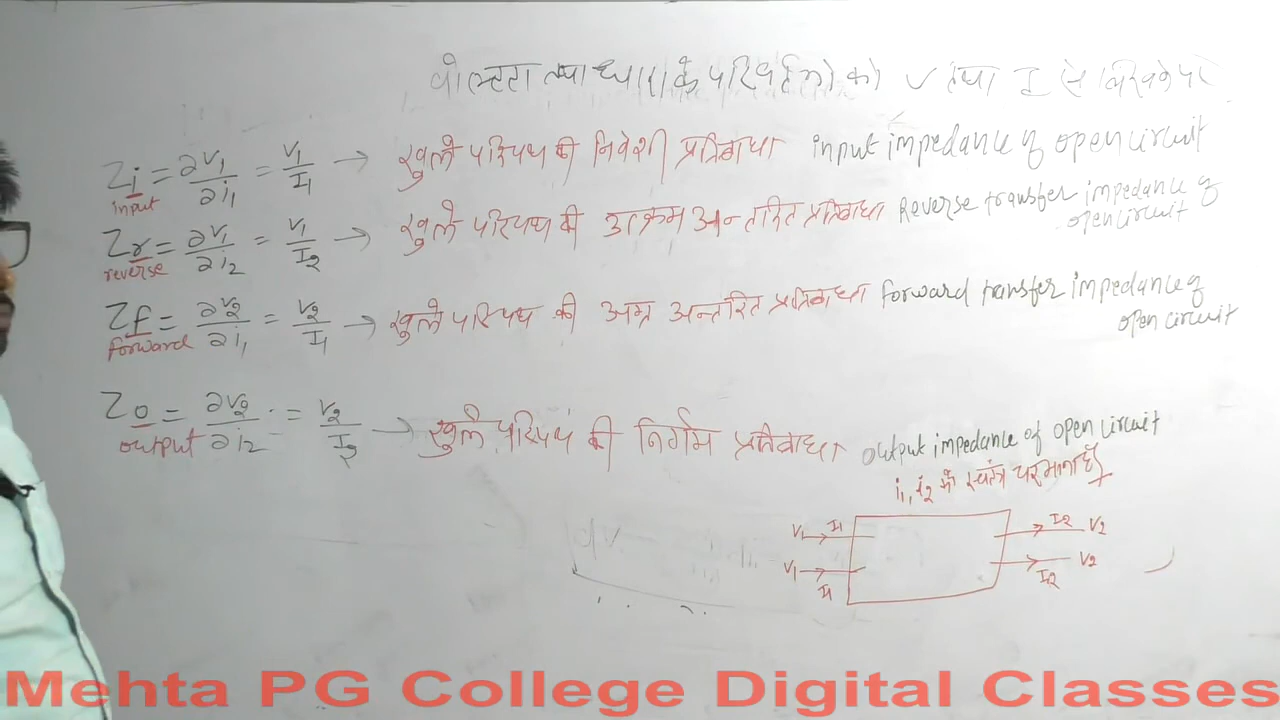 वोल्टता तथा धारा के परिवर्तनों को V तथा I से लिखने पर
Zi = ∂V1/∂i1 = V1/I1 → खुले परिपथ की निवेशी प्रतिबाधा input impedance of open circuit
input
Zr = ∂V1/∂i2 = V1/I2 → खुले परिपथ की उत्क्रम अन्तरित प्रतिबाधा Reverse transfer impedance of
open circuit
reverse
Zf = ∂V2/∂i1 = V2/I1 → खुले परिपथ की अग्र अन्तरित प्रतिबाधा forward transfer impedance of
open circuit
forward
Zo = ∂V2/∂i2 = V2/I2 → खुले परिपथ की निर्गम प्रतिबाधा output impedance of open circuit
output
i1, i2 को स्वतंत्र चर माना है
V1 I1 I2 V2
V1 I1 I2 V2
dv
Mehta PG College Digital Classes